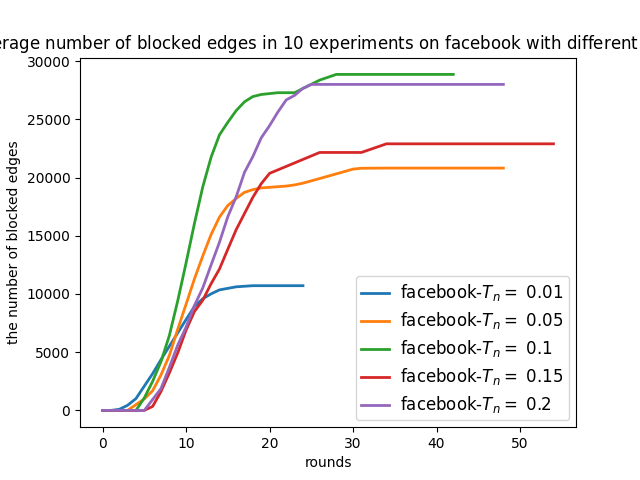 erage number of blocked edges in 10 experiments on facebook with different
the number of blocked edges
30000
25000
20000
15000
10000
5000
0
facebook-Tₙ = 0.01
facebook-Tₙ = 0.05
facebook-Tₙ = 0.1
facebook-Tₙ = 0.15
facebook-Tₙ = 0.2
0 10 20 30 40 50
rounds